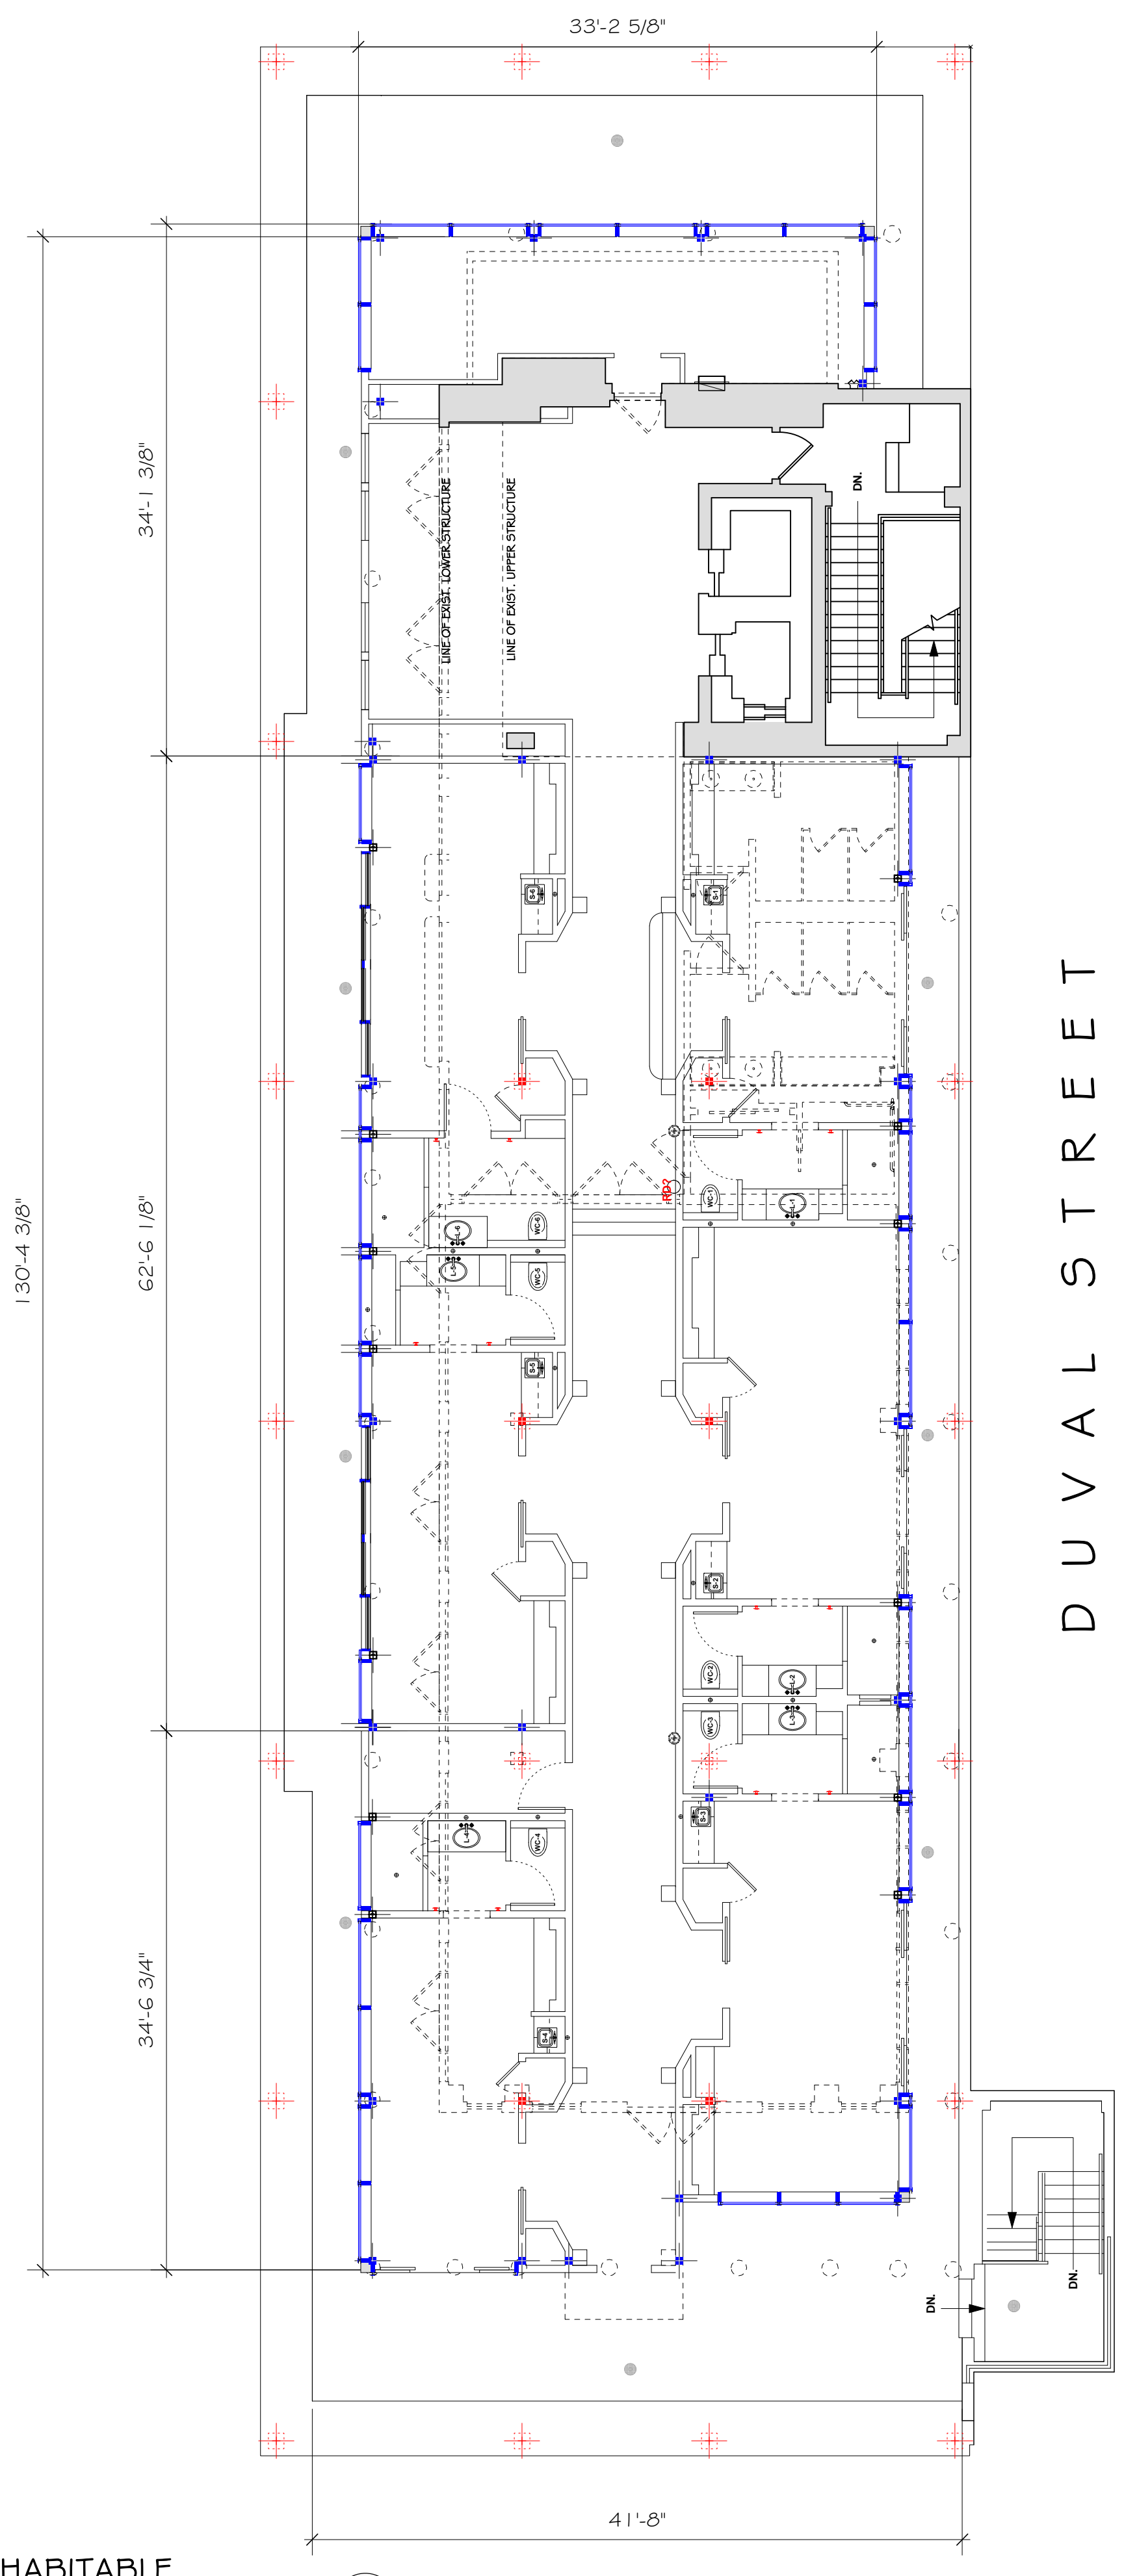 33'-2 5/8"
34'-1 3/8"
LINE OF EXIST. LOWER STRUCTURE
LINE OF EXIST. UPPER STRUCTURE
DN.
S-6
S-1
DUVAL STREET
130'-4 3/8"
62'-6 1/8"
RD?
WC-1
L-1
L-6
WC-6
L-5
WC-5
S-5
S-2
WC-2
L-2
WC-3
L-3
S-3
L-4
WC-4
34'-6 3/4"
S-4
DN.
DN.
41'-8"
HABITABLE